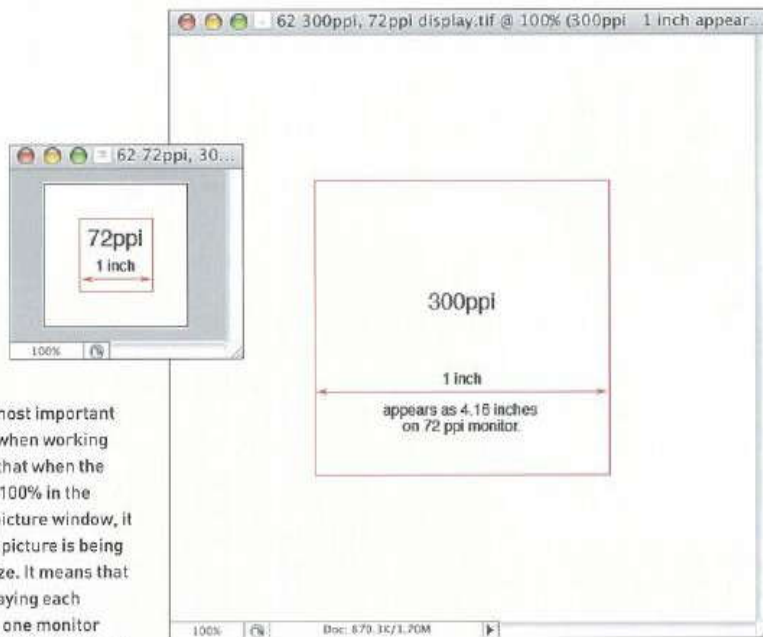 62 300ppi, 72ppi display.tif @ 100% (300ppi 1 inch appear...
62 72ppi, 30...
72ppi
1 inch
100%
300ppi
1 inch
appears as 4.16 inches
on 72 ppi monitor.
most important
when working
that when the
100% in the
picture window, it
picture is being
ze. It means that
aying each
one monitor
100%
Doc: 879.3K/1.70M